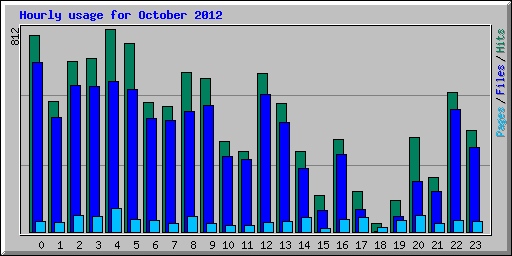 Hourly usage for October 2012
812
Pages/Files/Hits
0 1 2 3 4 5 6 7 8 9 10 11 12 13 14 15 16 17 18 19 20 21 22 23